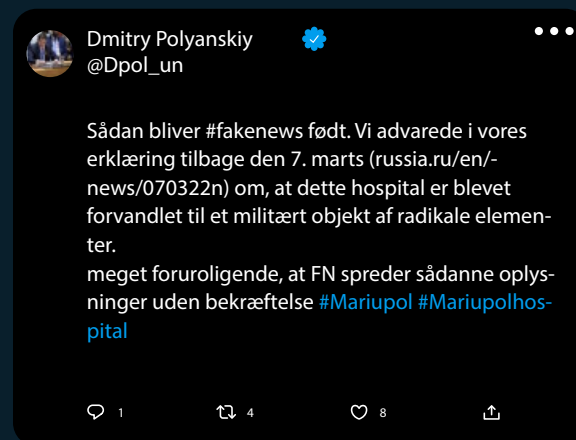 Dmitry Polyanskiy
@Dpol_un
Sådan bliver #fakenews født. Vi advarede i vores
erklæring tilbage den 7. marts (russia.ru/en/-
news/070322n) om, at dette hospital er blevet
forvandlet til et militært objekt af radikale elemen-
ter.
meget foruroligende, at FN spreder sådanne oplys-
ninger uden bekræftelse #Mariupol #Mariupolhos-
pital
1 4 8